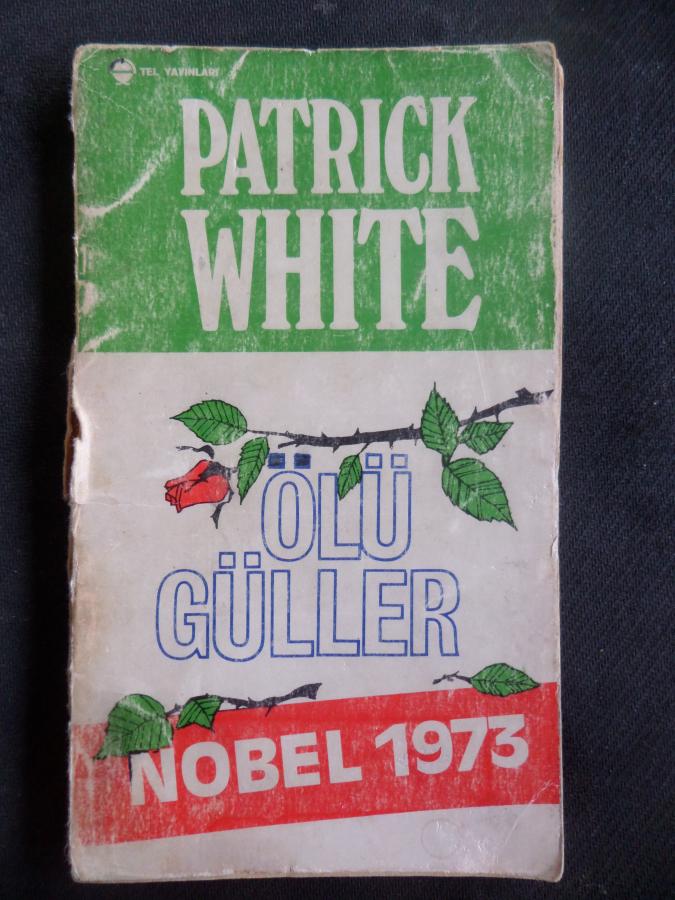 TEL YAYINLARI
PATRICK
WHITE
ÖLÜ
GÜLLER
NOBEL 1973